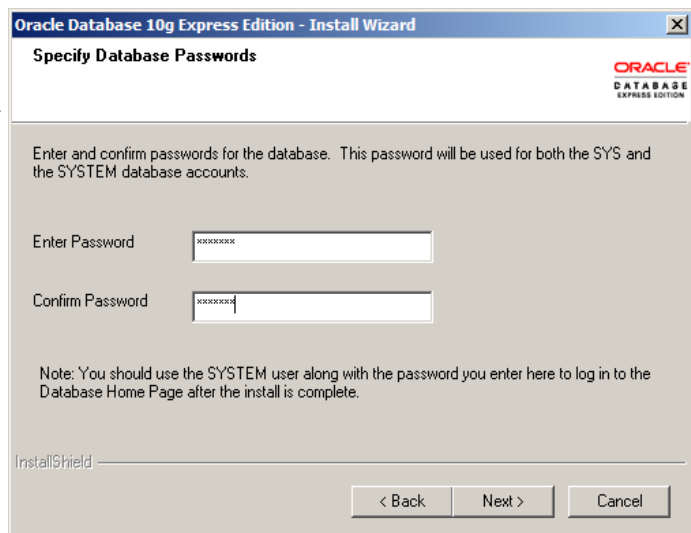 Oracle Database 10g Express Edition - Install Wizard
Specify Database Passwords
ORACLE
DATABASE
EXPRESS EDITION
Enter and confirm passwords for the database. This password will be used for both the SYS and
the SYSTEM database accounts.
Enter Password
*******
Confirm Password
*******
Note: You should use the SYSTEM user along with the password you enter here to log in to the
Database Home Page after the install is complete.
InstallShield
< Back
Next >
Cancel